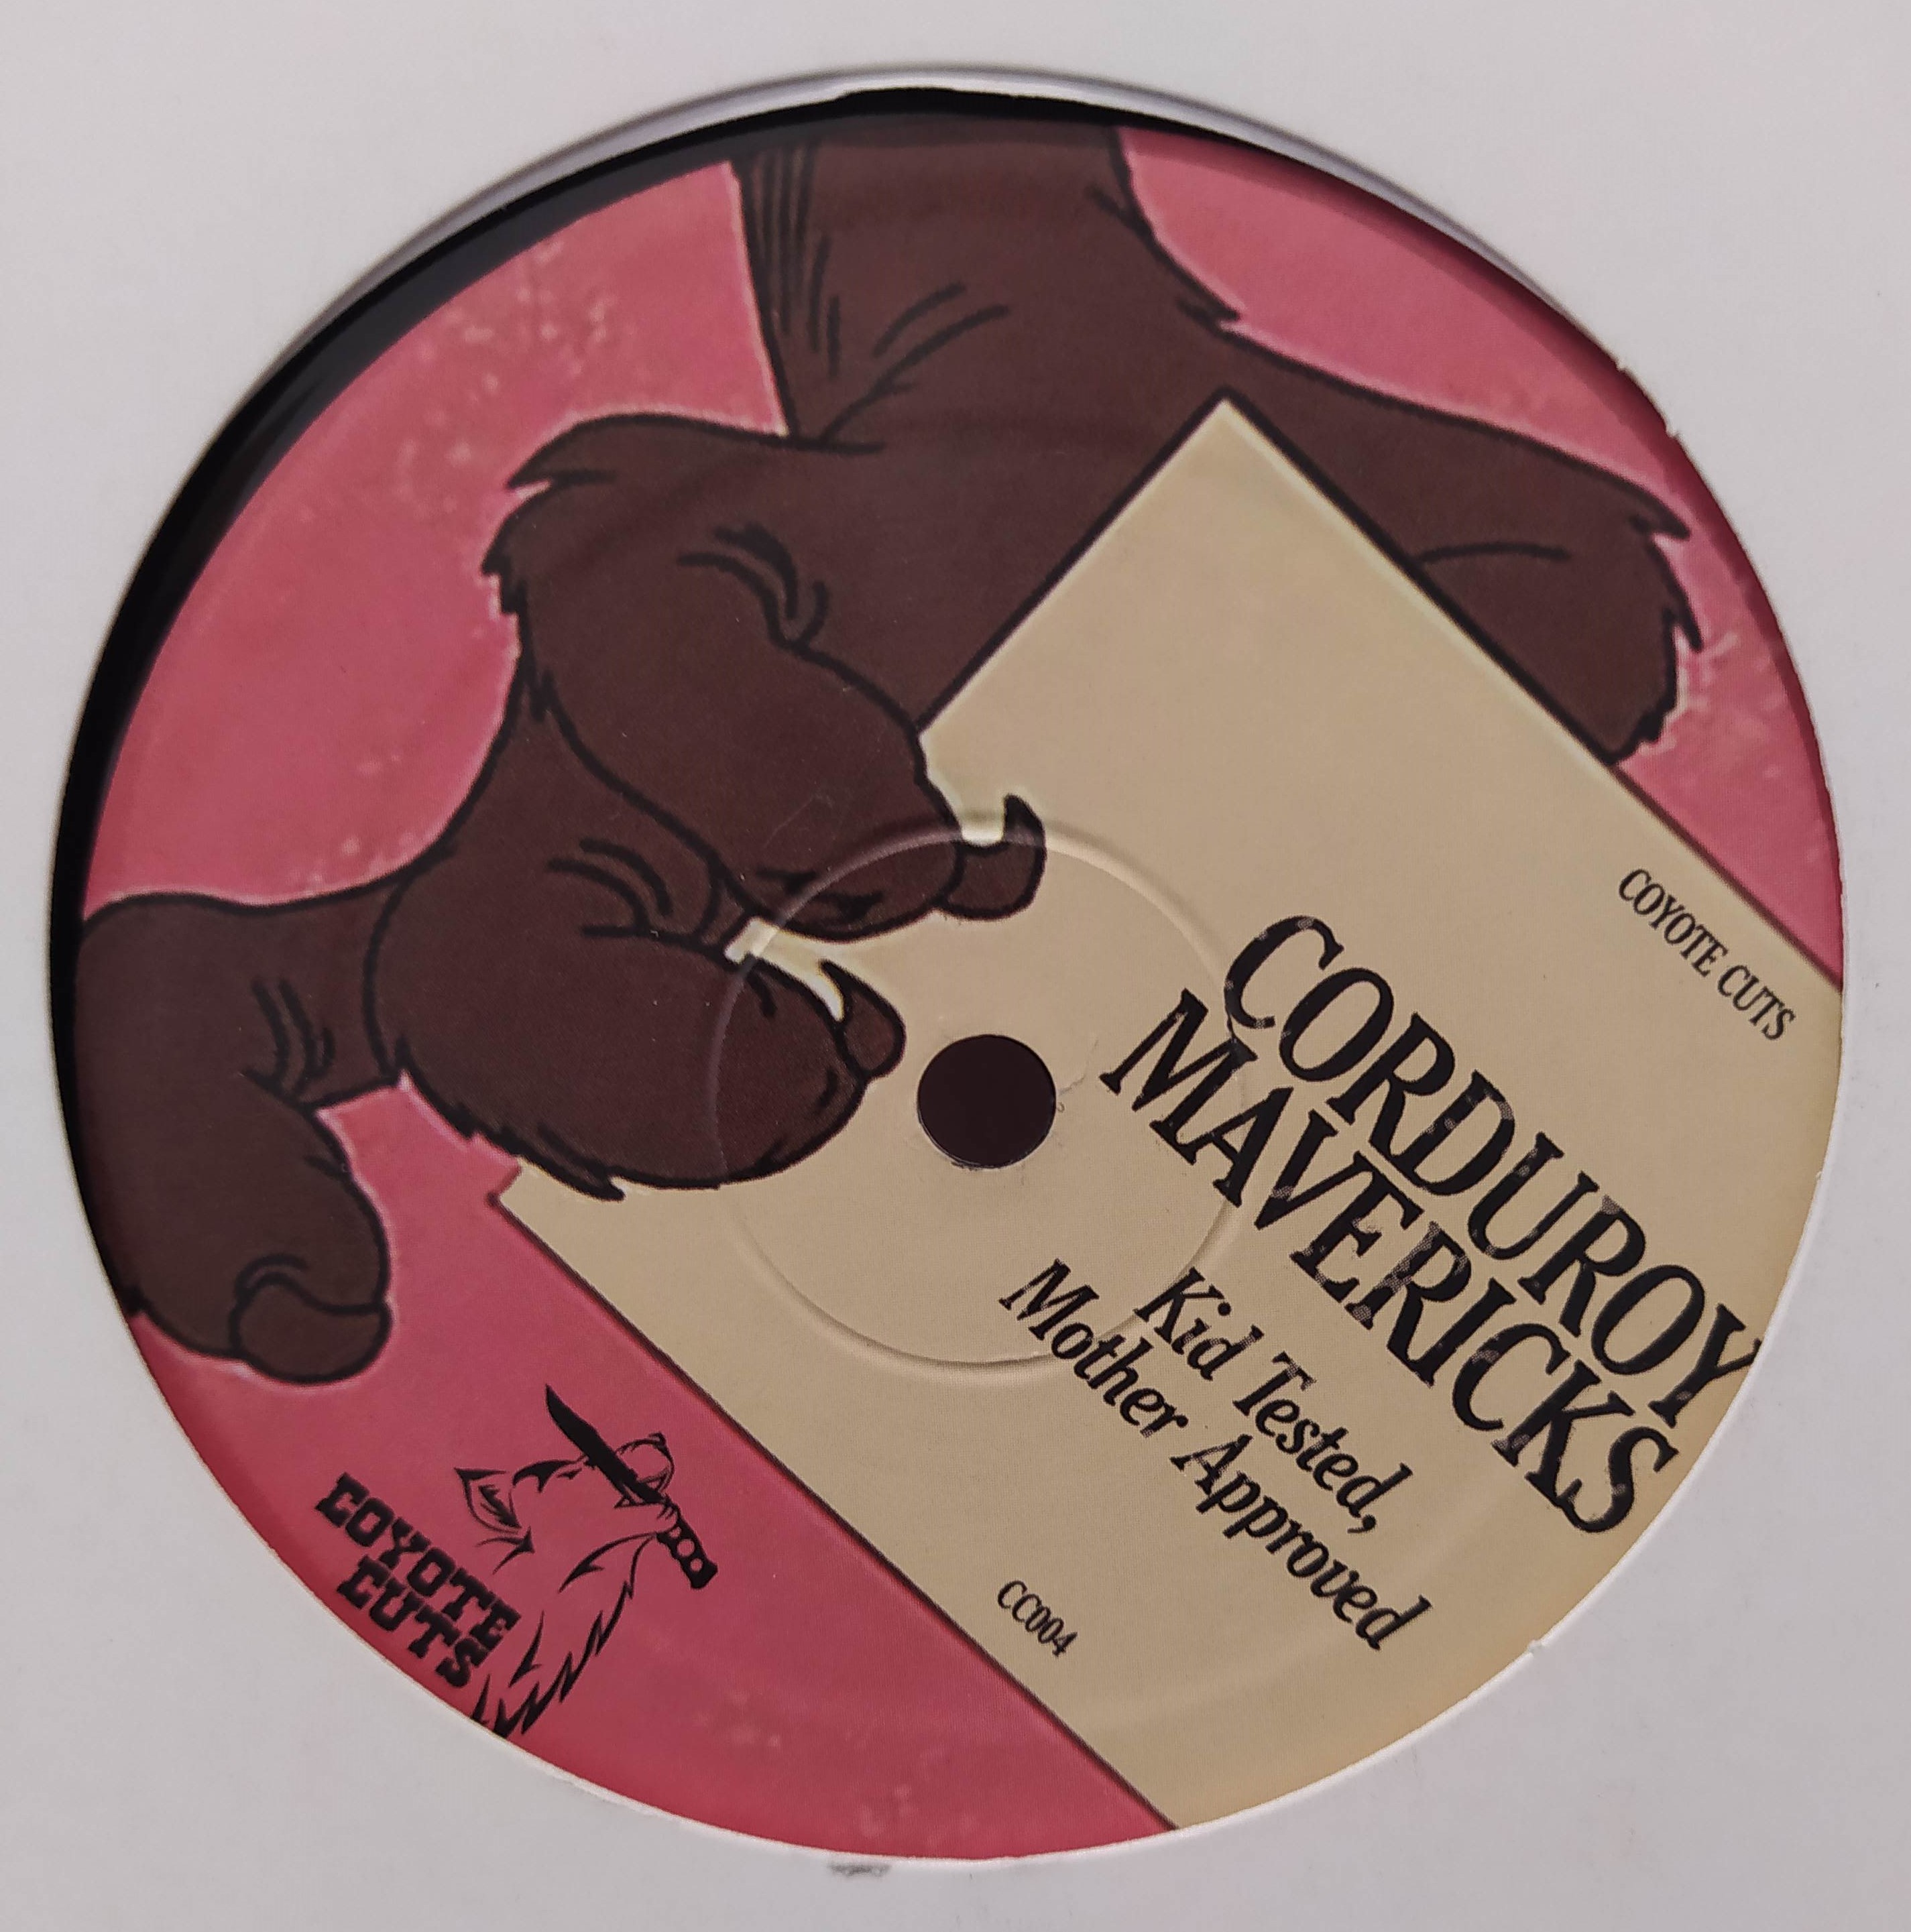 COYOTE CUTS
CORDUROY
MAVERICKS
Kid Tested,
Mother Approved
CC004
COYOTE
CUTS